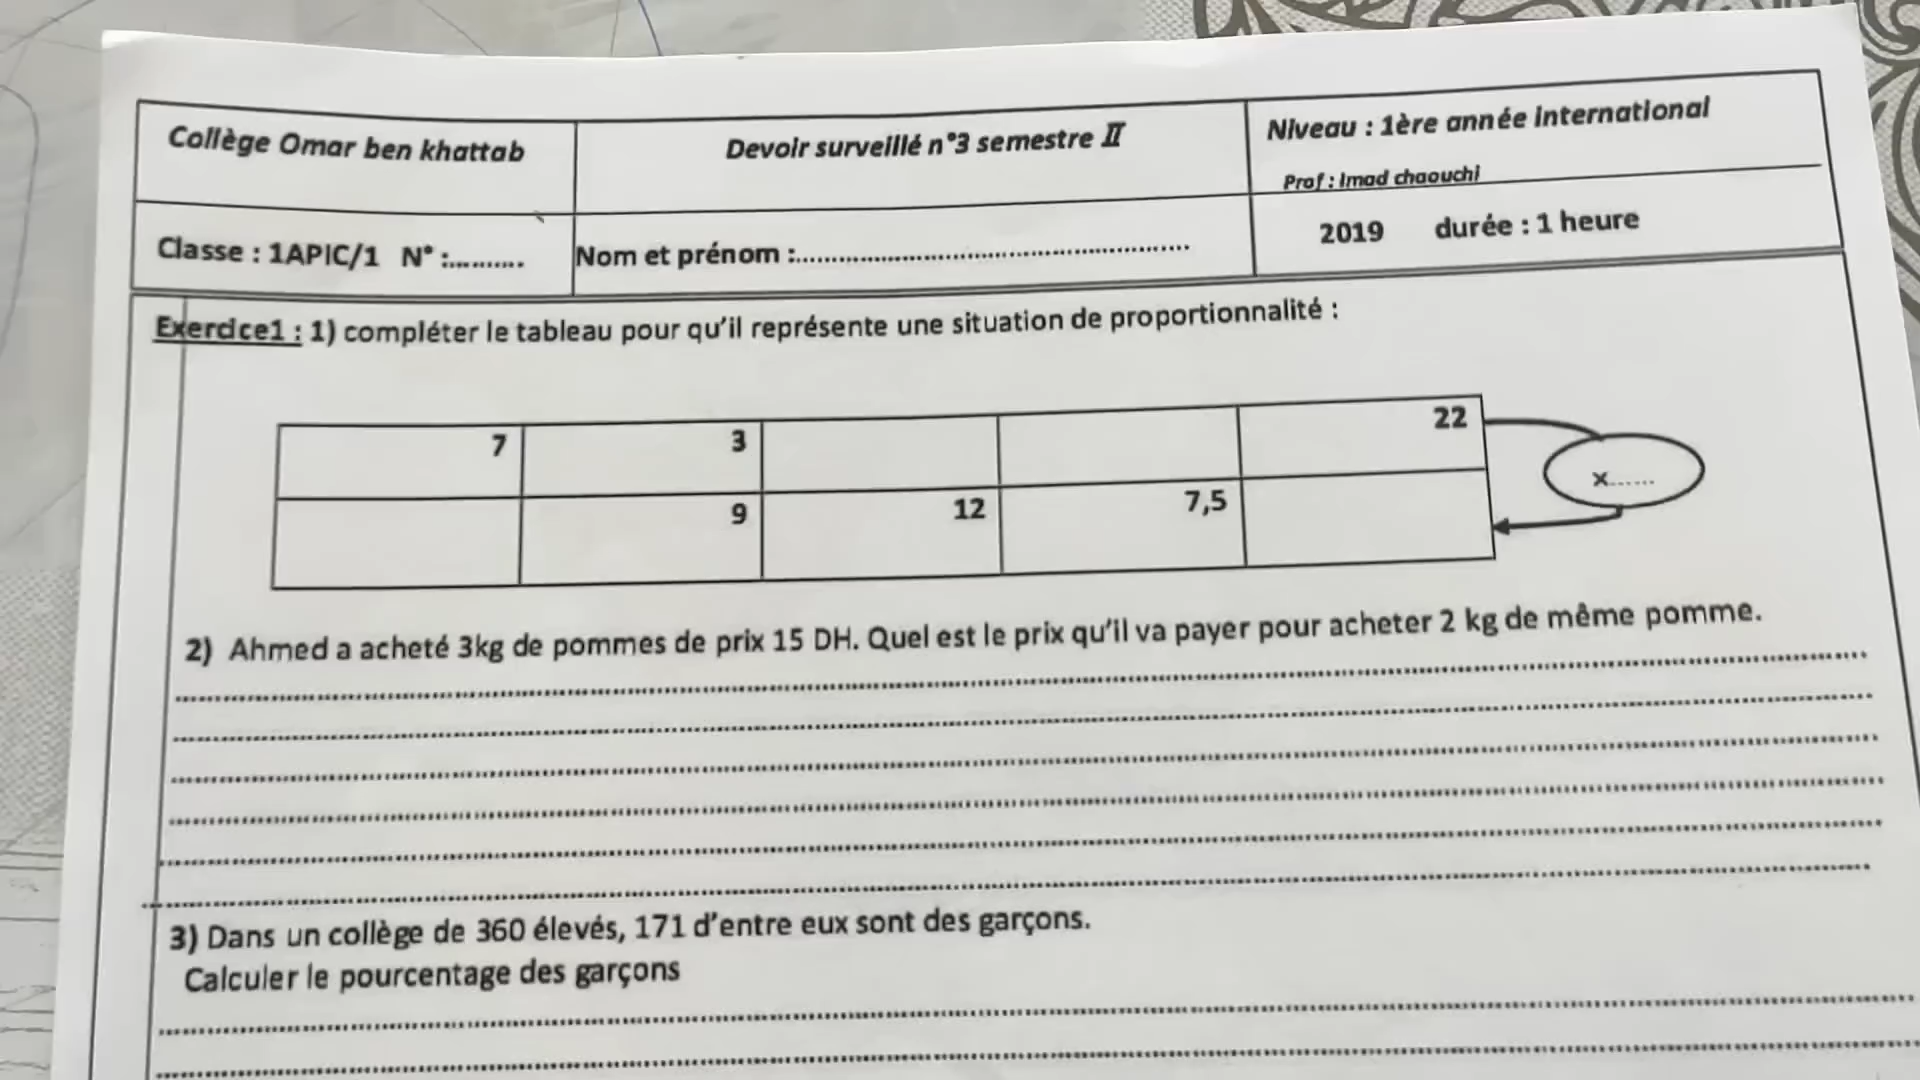 Collège Omar ben khattab
Devoir surveillé n°3 semestre II
Niveau : 1ère année international
Prof : Imad chaouchi
Classe : 1APIC/1 N° :..........
Nom et prénom :......................................................
2019 durée : 1 heure
Exercice1 : 1) compléter le tableau pour qu'il représente une situation de proportionnalité :
7 3 22
9 12 7,5
x......
2) Ahmed a acheté 3kg de pommes de prix 15 DH. Quel est le prix qu'il va payer pour acheter 2 kg de même pomme.
3) Dans un collège de 360 élevés, 171 d'entre eux sont des garçons.
Calculer le pourcentage des garçons